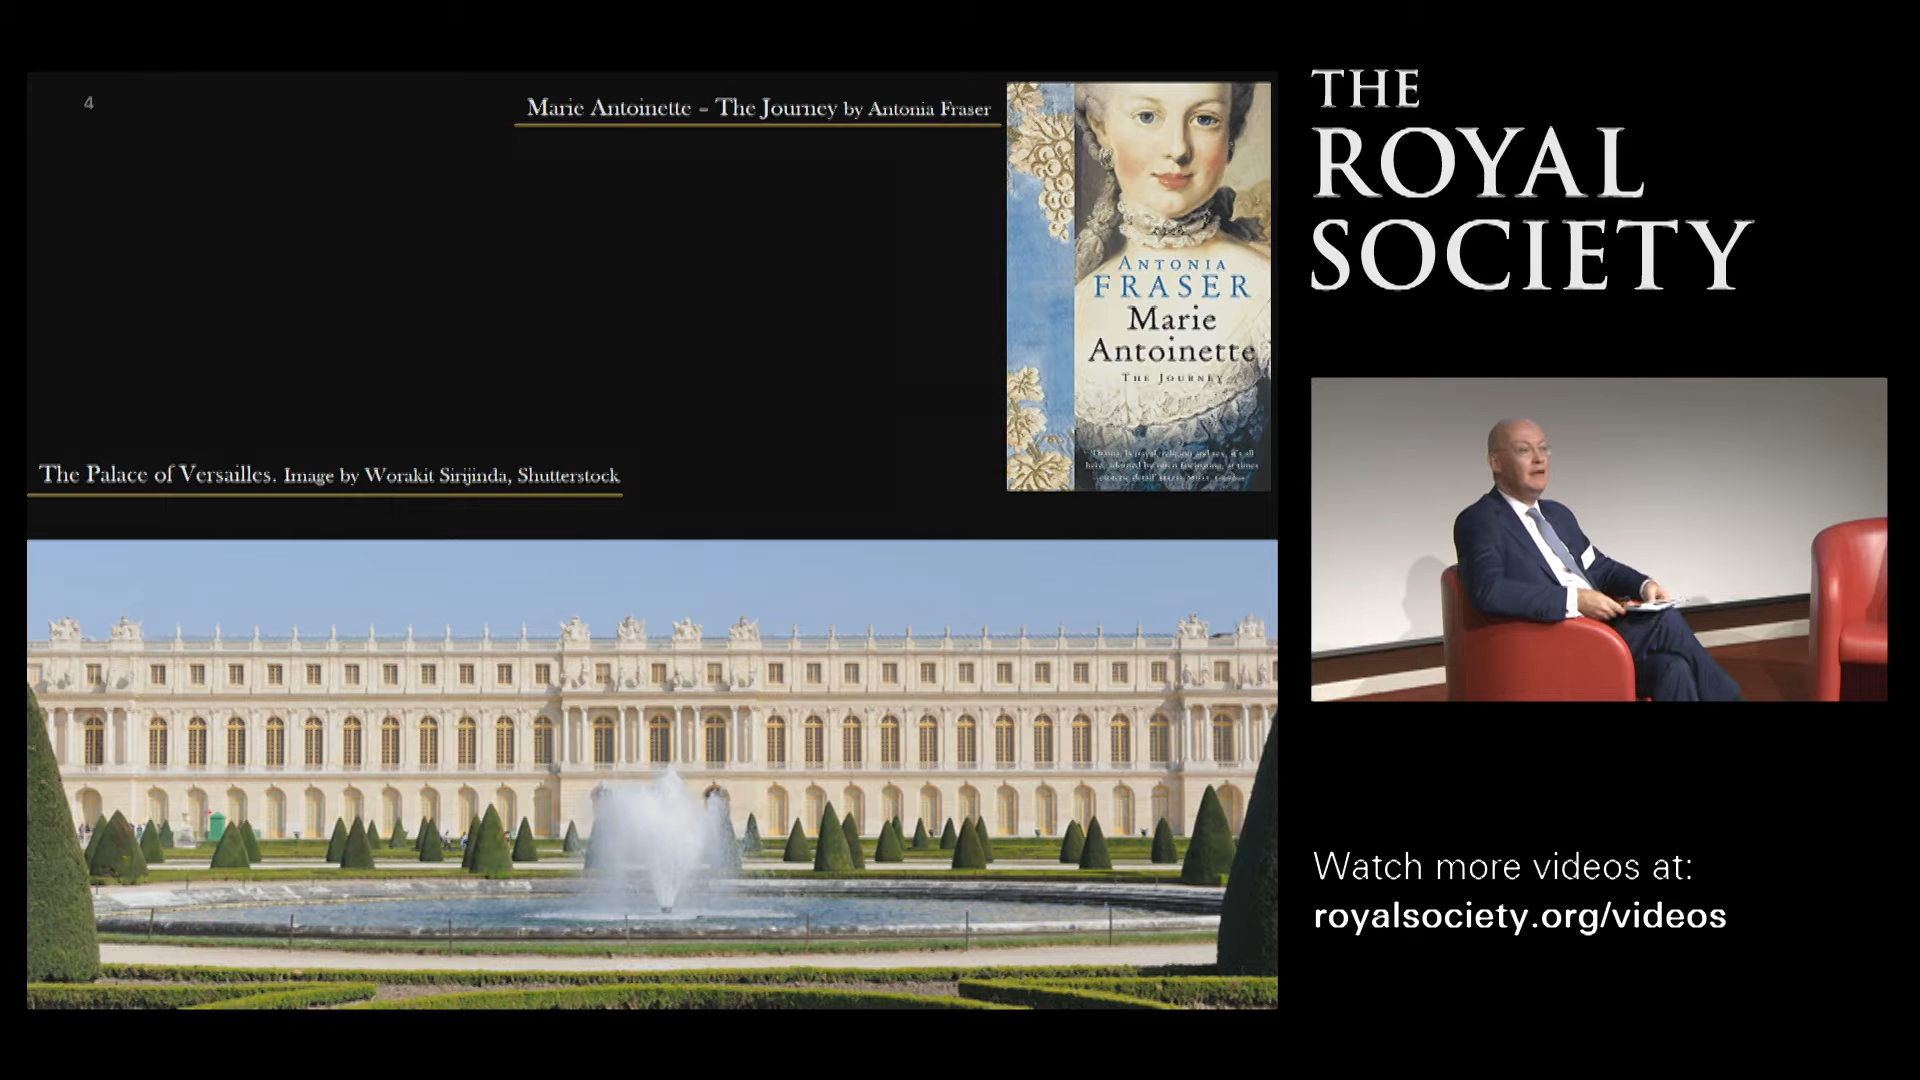 4
Marie Antoinette – The Journey by Antonia Fraser
ANTONIA
FRASER
Marie
Antoinette
THE JOURNEY
The Palace of Versailles. Image by Worakit Sirijinda, Shutterstock
THE
ROYAL
SOCIETY
Watch more videos at:
royalsociety.org/videos